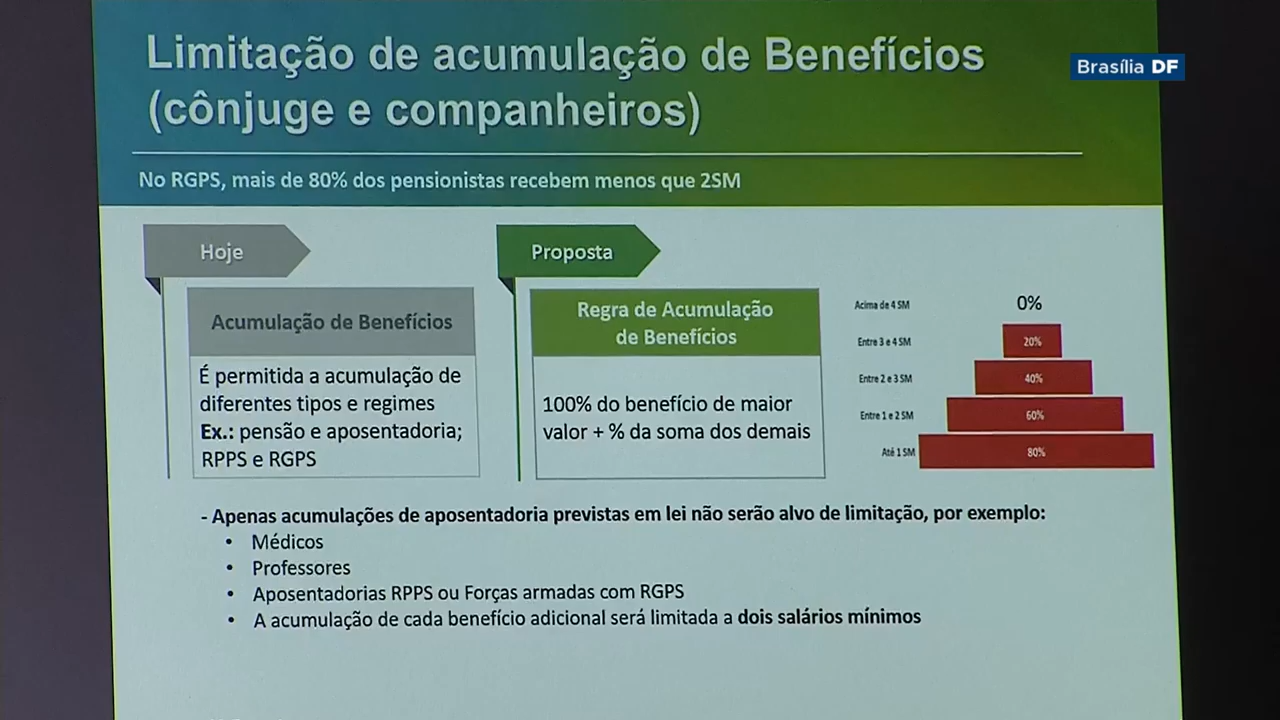 Limitação de acumulação de Benefícios
(cônjuge e companheiros)
Brasília DF
No RGPS, mais de 80% dos pensionistas recebem menos que 2SM
Hoje
Acumulação de Benefícios
É permitida a acumulação de
diferentes tipos e regimes
Ex.: pensão e aposentadoria;
RPPS e RGPS
Proposta
Regra de Acumulação
de Benefícios
100% do benefício de maior
valor + % da soma dos demais
Acima de 4 SM 0%
Entre 3 e 4 SM 20%
Entre 2 e 3 SM 40%
Entre 1 e 2 SM 60%
Até 1 SM 80%
- Apenas acumulações de aposentadoria previstas em lei não serão alvo de limitação, por exemplo:
• Médicos
• Professores
• Aposentadorias RPPS ou Forças armadas com RGPS
• A acumulação de cada benefício adicional será limitada a dois salários mínimos